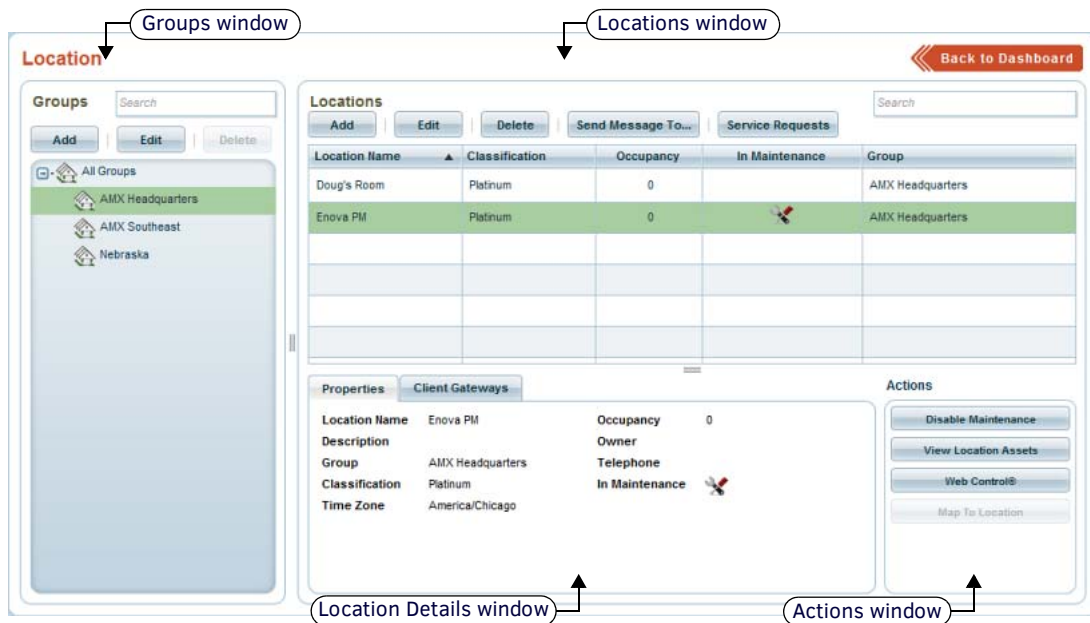 Groups window
Locations window
Location
Back to Dashboard
Groups
Search
Add
Edit
Delete
All Groups
AMX Headquarters
AMX Southeast
Nebraska
Locations
Search
Add
Edit
Delete
Send Message To...
Service Requests
Location Name ▲ Classification Occupancy In Maintenance Group
Doug's Room Platinum 0 AMX Headquarters
Enova PM Platinum 0 AMX Headquarters
Properties
Client Gateways
Location Name Enova PM Occupancy 0
Description Owner
Group AMX Headquarters Telephone
Classification Platinum In Maintenance
Time Zone America/Chicago
Actions
Disable Maintenance
View Location Assets
Web Control®
Map To Location
Location Details window
Actions window